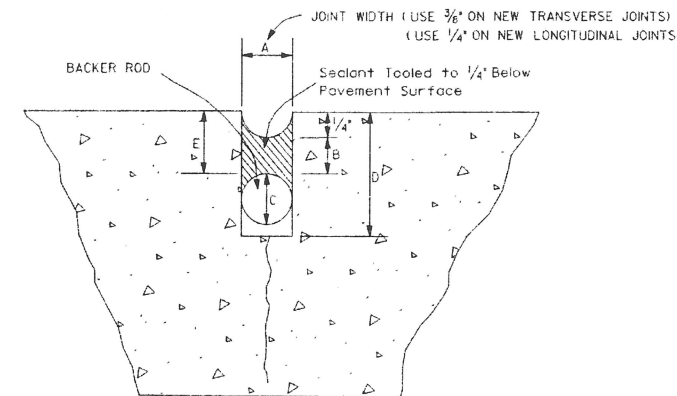 JOINT WIDTH (USE 3/8" ON NEW TRANSVERSE JOINTS)
(USE 1/4" ON NEW LONGITUDINAL JOINTS
A
BACKER ROD
Sealant Tooled to 1/4" Below
Pavement Surface
1/4"
E
B
D
C